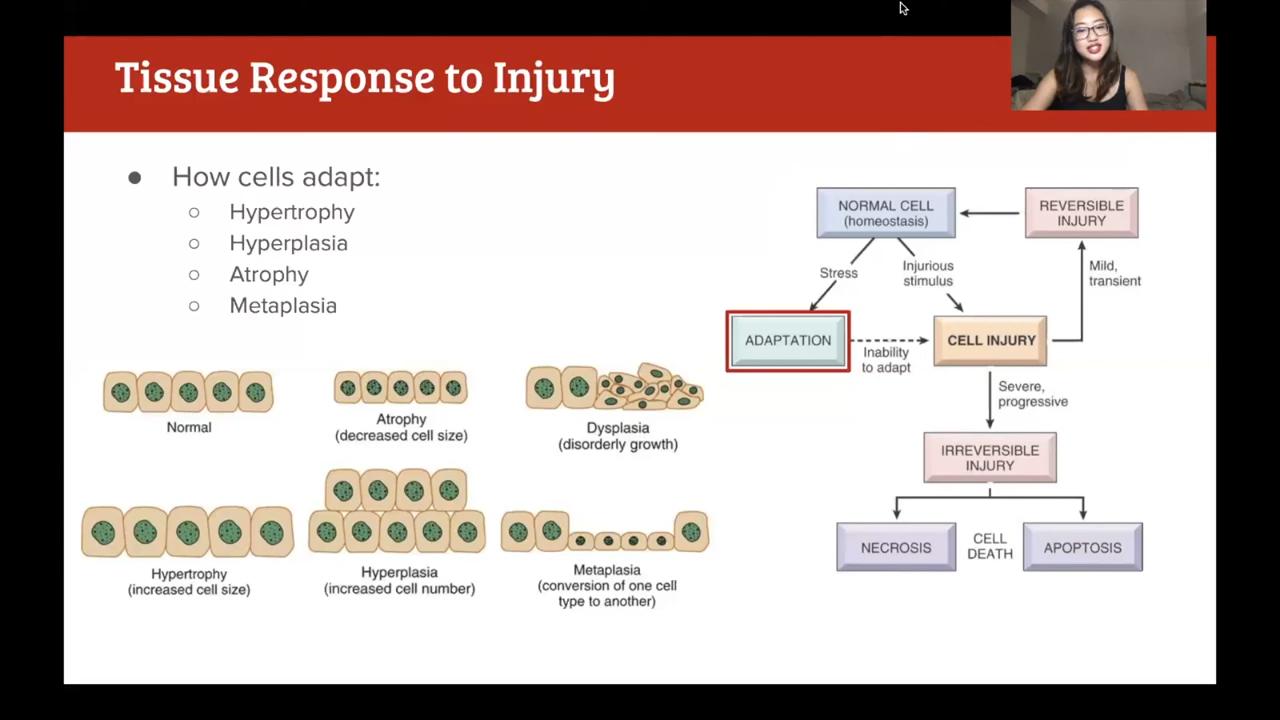 Tissue Response to Injury
● How cells adapt:
○ Hypertrophy
○ Hyperplasia
○ Atrophy
○ Metaplasia
Normal
Atrophy
(decreased cell size)
Dysplasia
(disorderly growth)
Hypertrophy
(increased cell size)
Hyperplasia
(increased cell number)
Metaplasia
(conversion of one cell
type to another)
NORMAL CELL
(homeostasis)
REVERSIBLE
INJURY
Stress
Injurious
stimulus
Mild,
transient
ADAPTATION
Inability
to adapt
CELL INJURY
Severe,
progressive
IRREVERSIBLE
INJURY
NECROSIS
CELL
DEATH
APOPTOSIS